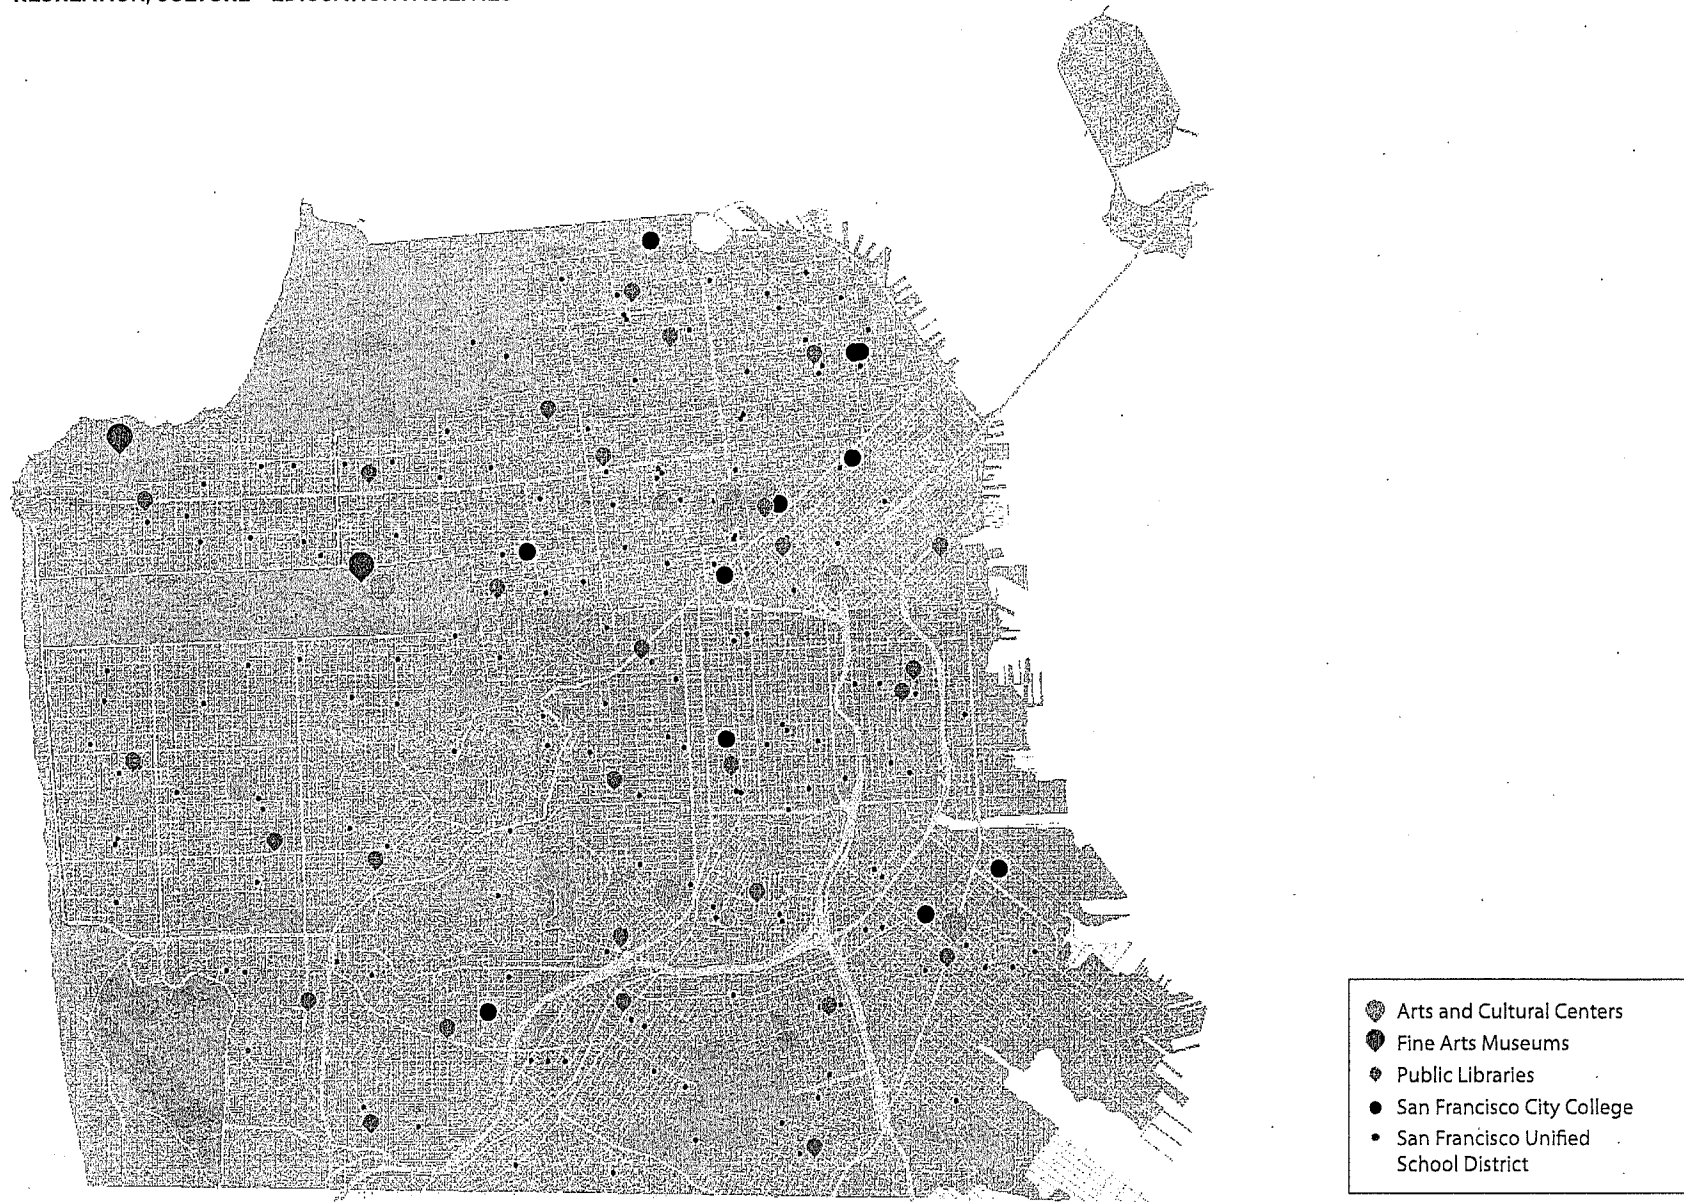 Arts and Cultural Centers
Fine Arts Museums
Public Libraries
San Francisco City College
San Francisco Unified
School District